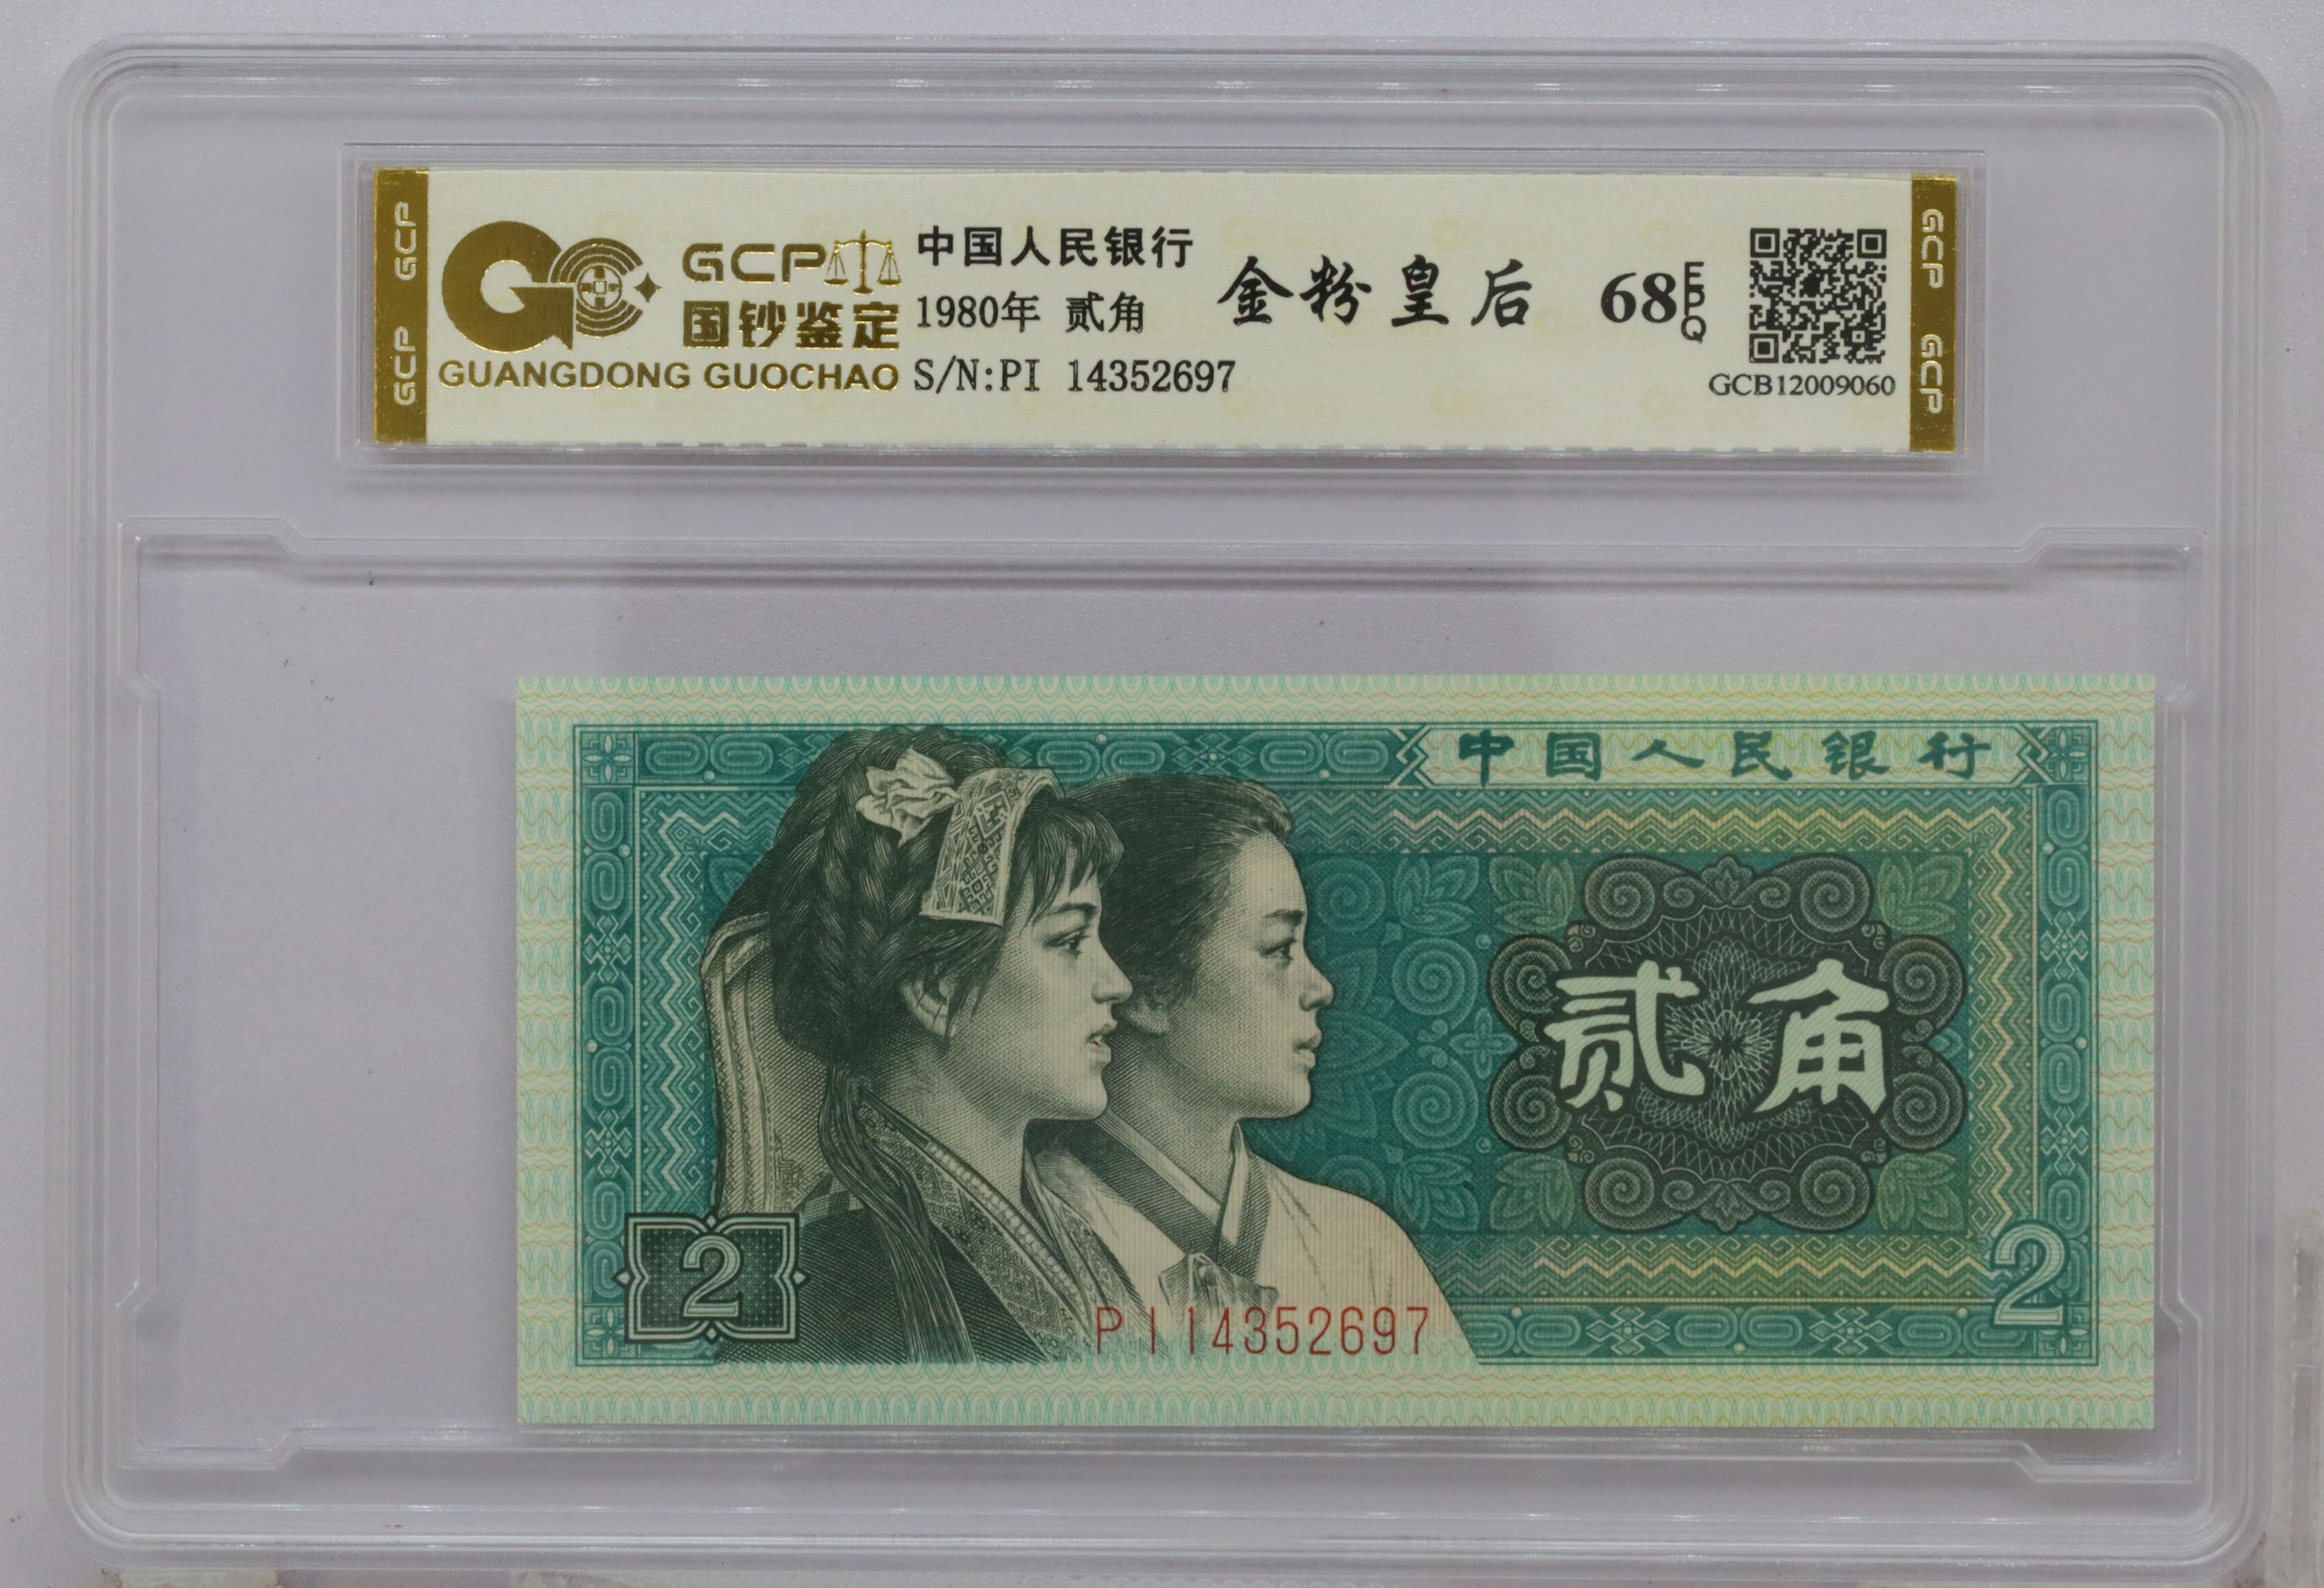 GCP GCP
GCP
国钞鉴定
GUANGDONG GUOCHAO
中国人民银行
1980年 贰角
S/N:PI 14352697
金粉皇后
68 EPQ
GCB12009060
GCP GCP
中国人民银行
贰角
2
2
PI14352697